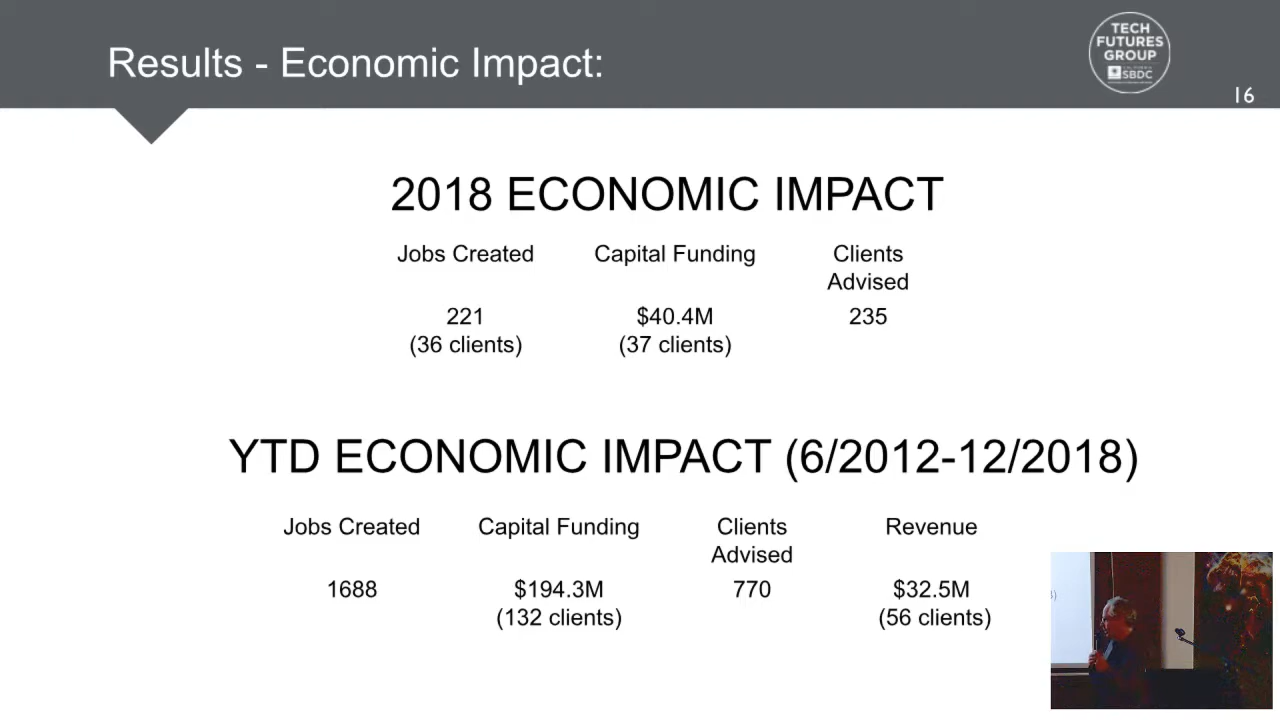 Results - Economic Impact:
TECH
FUTURES
GROUP
CALIFORNIA
SBDC
16
2018 ECONOMIC IMPACT
Jobs Created Capital Funding Clients Advised
221 $40.4M 235
(36 clients) (37 clients)
YTD ECONOMIC IMPACT (6/2012-12/2018)
Jobs Created Capital Funding Clients Advised Revenue
1688 $194.3M 770 $32.5M
(132 clients) (56 clients)